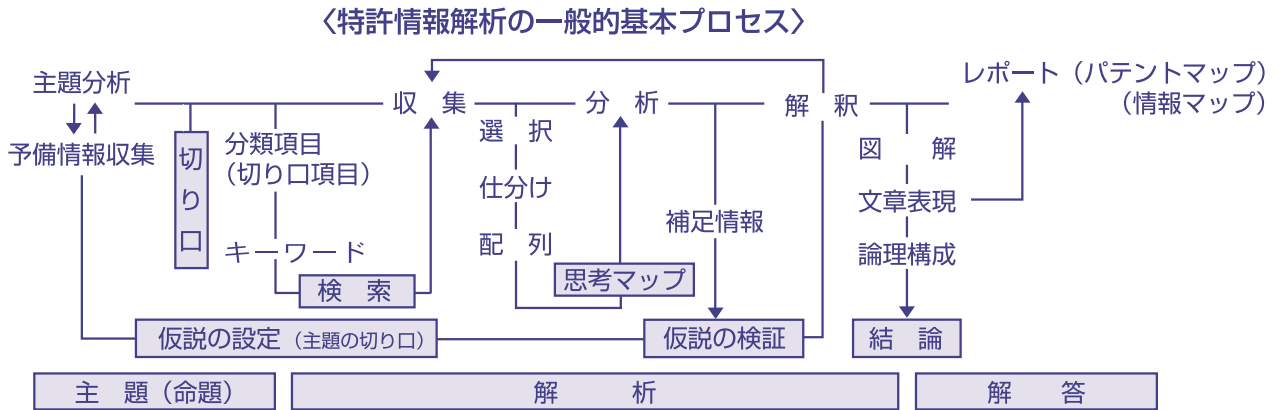 〈特許情報解析の一般的基本プロセス〉
主題分析
予備情報収集
切り口
分類項目
(切り口項目)
キーワード
検 索
収 集
選 択
仕分け
配 列
分 析
思考マップ
補足情報
解 釈
図 解
文章表現
論理構成
結 論
レポート(パテントマップ)
(情報マップ)
仮説の設定(主題の切り口)
仮説の検証
主 題(命題)
解 析
解 答